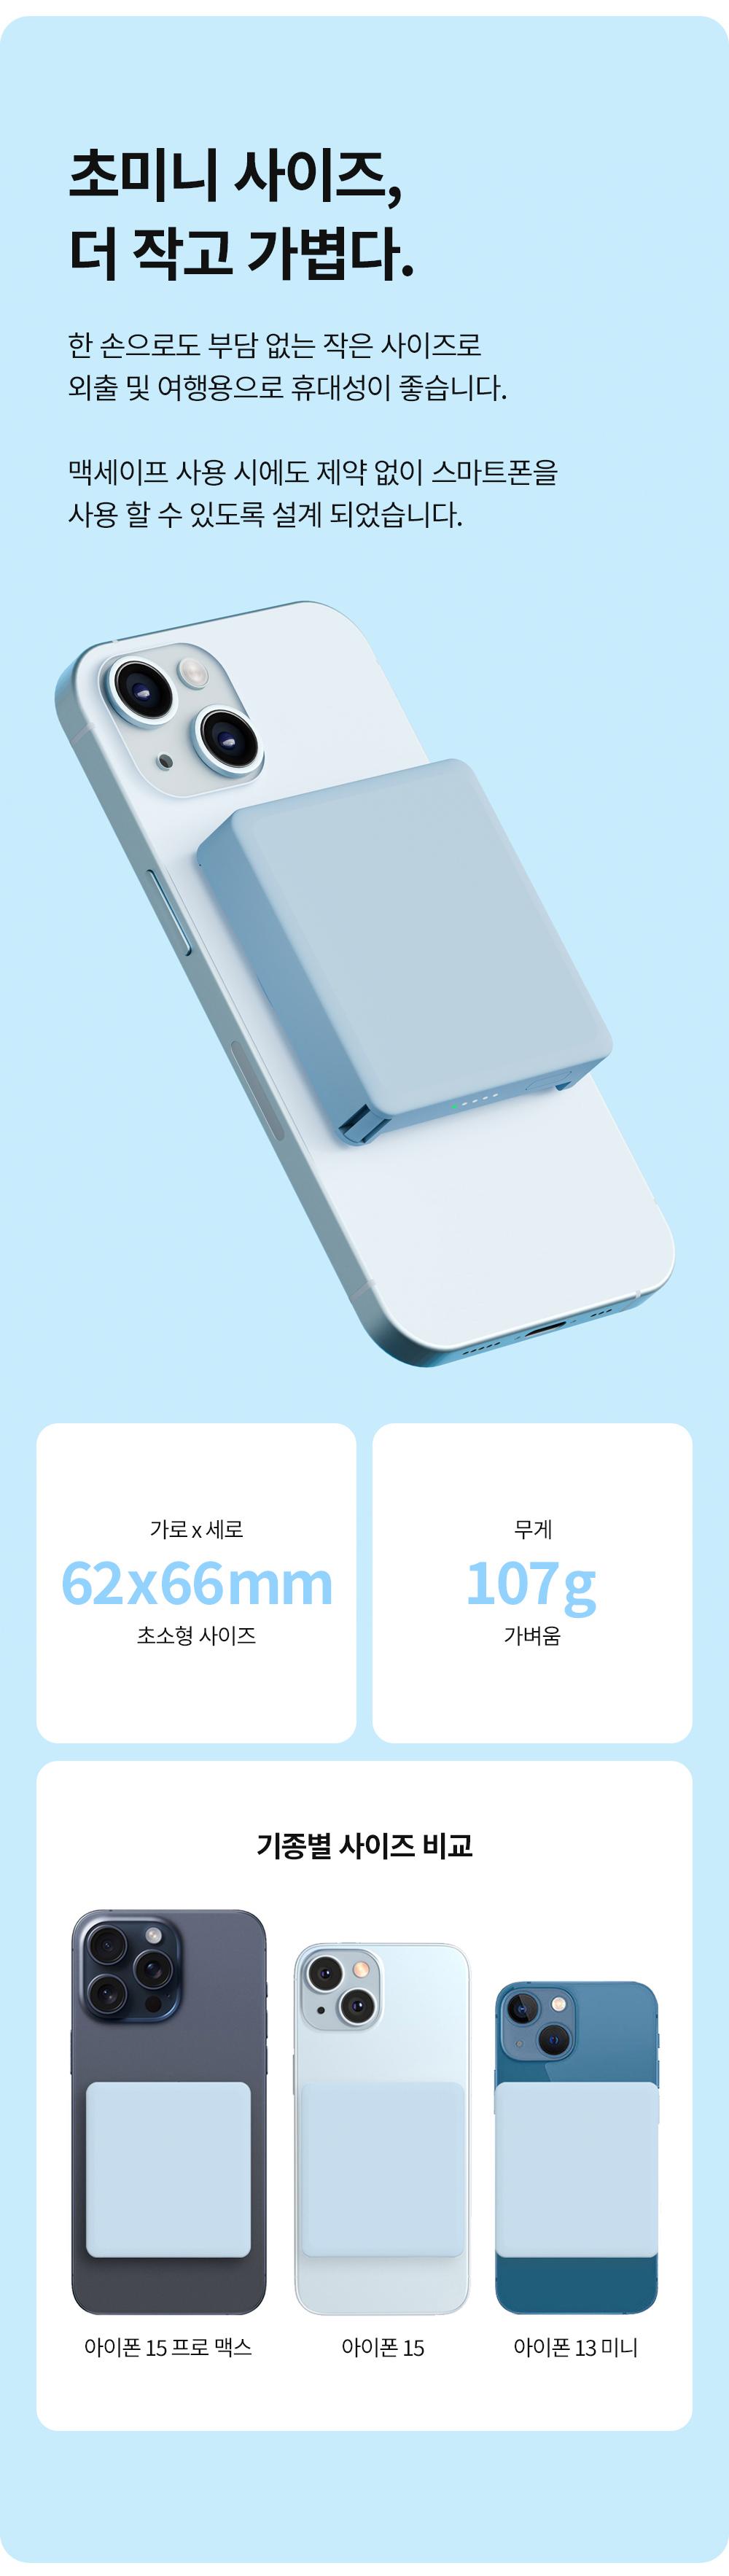 초미니 사이즈,
더 작고 가볍다.
한 손으로도 부담 없는 작은 사이즈로
외출 및 여행용으로 휴대성이 좋습니다.
맥세이프 사용 시에도 제약 없이 스마트폰을
사용 할 수 있도록 설계 되었습니다.
가로 x 세로
62x66mm
초소형 사이즈
무게
107g
가벼움
기종별 사이즈 비교
아이폰 15 프로 맥스
아이폰 15
아이폰 13 미니